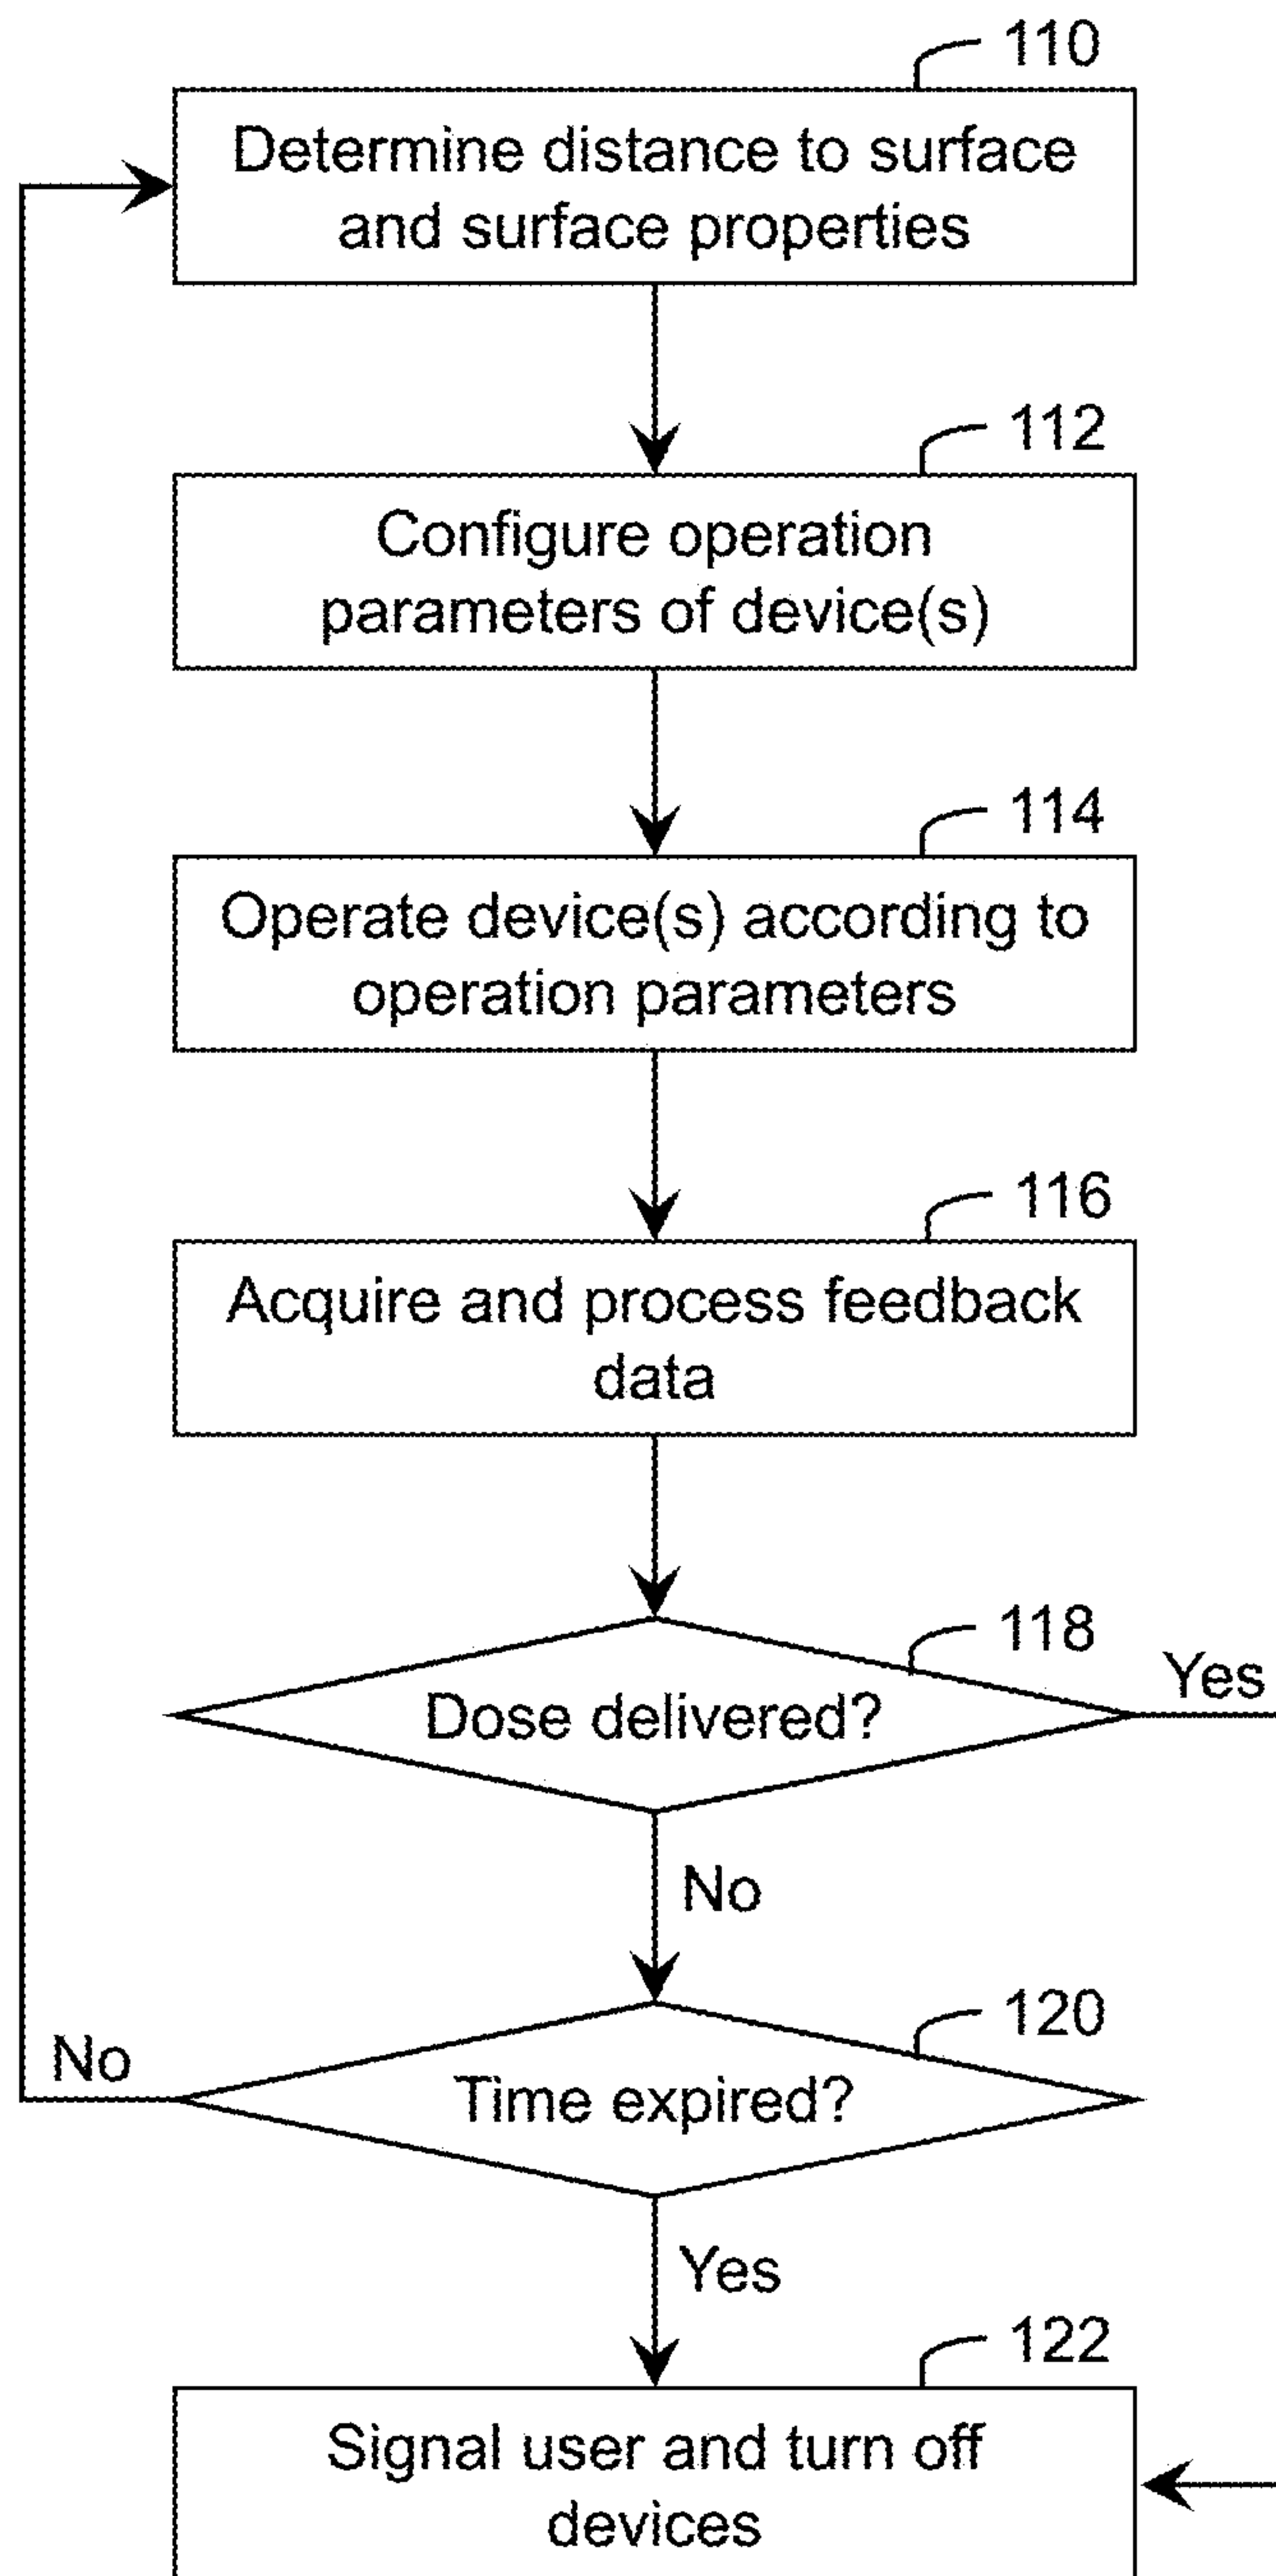 110
Determine distance to surface
and surface properties
112
Configure operation
parameters of device(s)
114
Operate device(s) according to
operation parameters
116
Acquire and process feedback
data
118
Dose delivered?
Yes
No
120
No
Time expired?
Yes
122
Signal user and turn off
devices